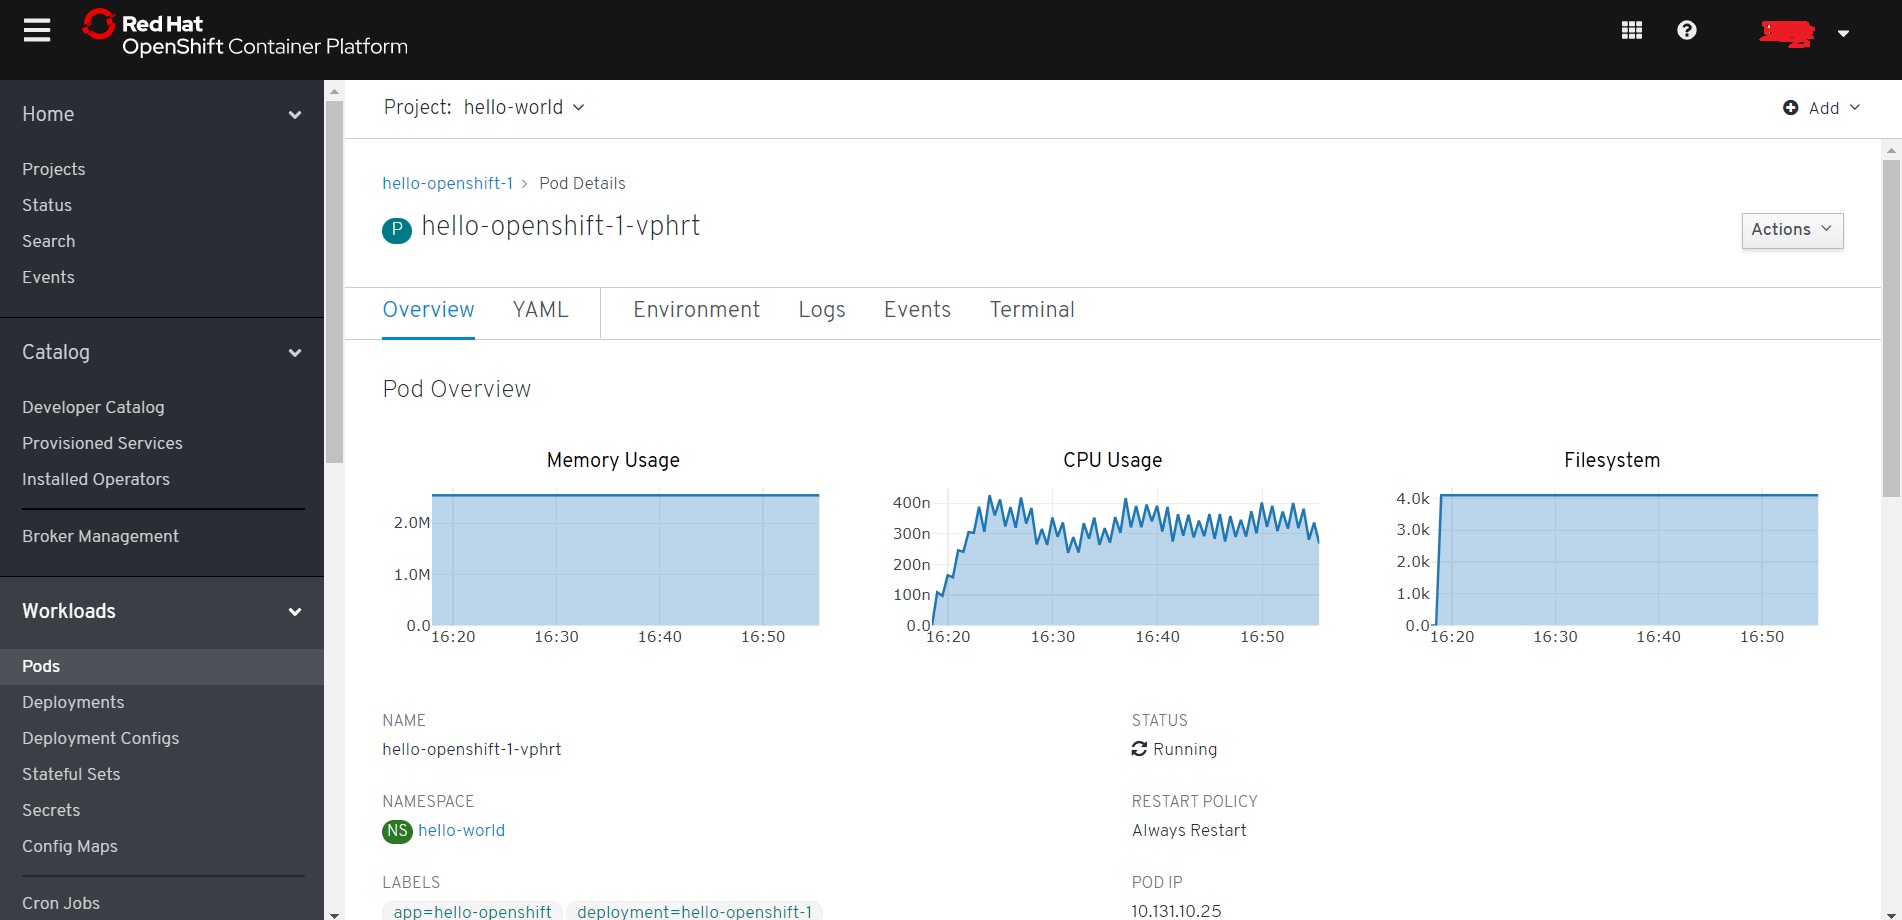 Red Hat
OpenShift Container Platform
Home
Projects
Status
Search
Events
Catalog
Developer Catalog
Provisioned Services
Installed Operators
Broker Management
Workloads
Pods
Deployments
Deployment Configs
Stateful Sets
Secrets
Config Maps
Cron Jobs
Project: hello-world
Add
hello-openshift-1 > Pod Details
P hello-openshift-1-vphrt
Actions
Overview YAML Environment Logs Events Terminal
Pod Overview
Memory Usage
2.0M
1.0M
0.0
16:20 16:30 16:40 16:50
CPU Usage
400n
300n
200n
100n
0.0
16:20 16:30 16:40 16:50
Filesystem
4.0k
3.0k
2.0k
1.0k
0.0
16:20 16:30 16:40 16:50
NAME
hello-openshift-1-vphrt
NAMESPACE
NS hello-world
LABELS
app=hello-openshift deployment=hello-openshift-1
STATUS
Running
RESTART POLICY
Always Restart
POD IP
10.131.10.25